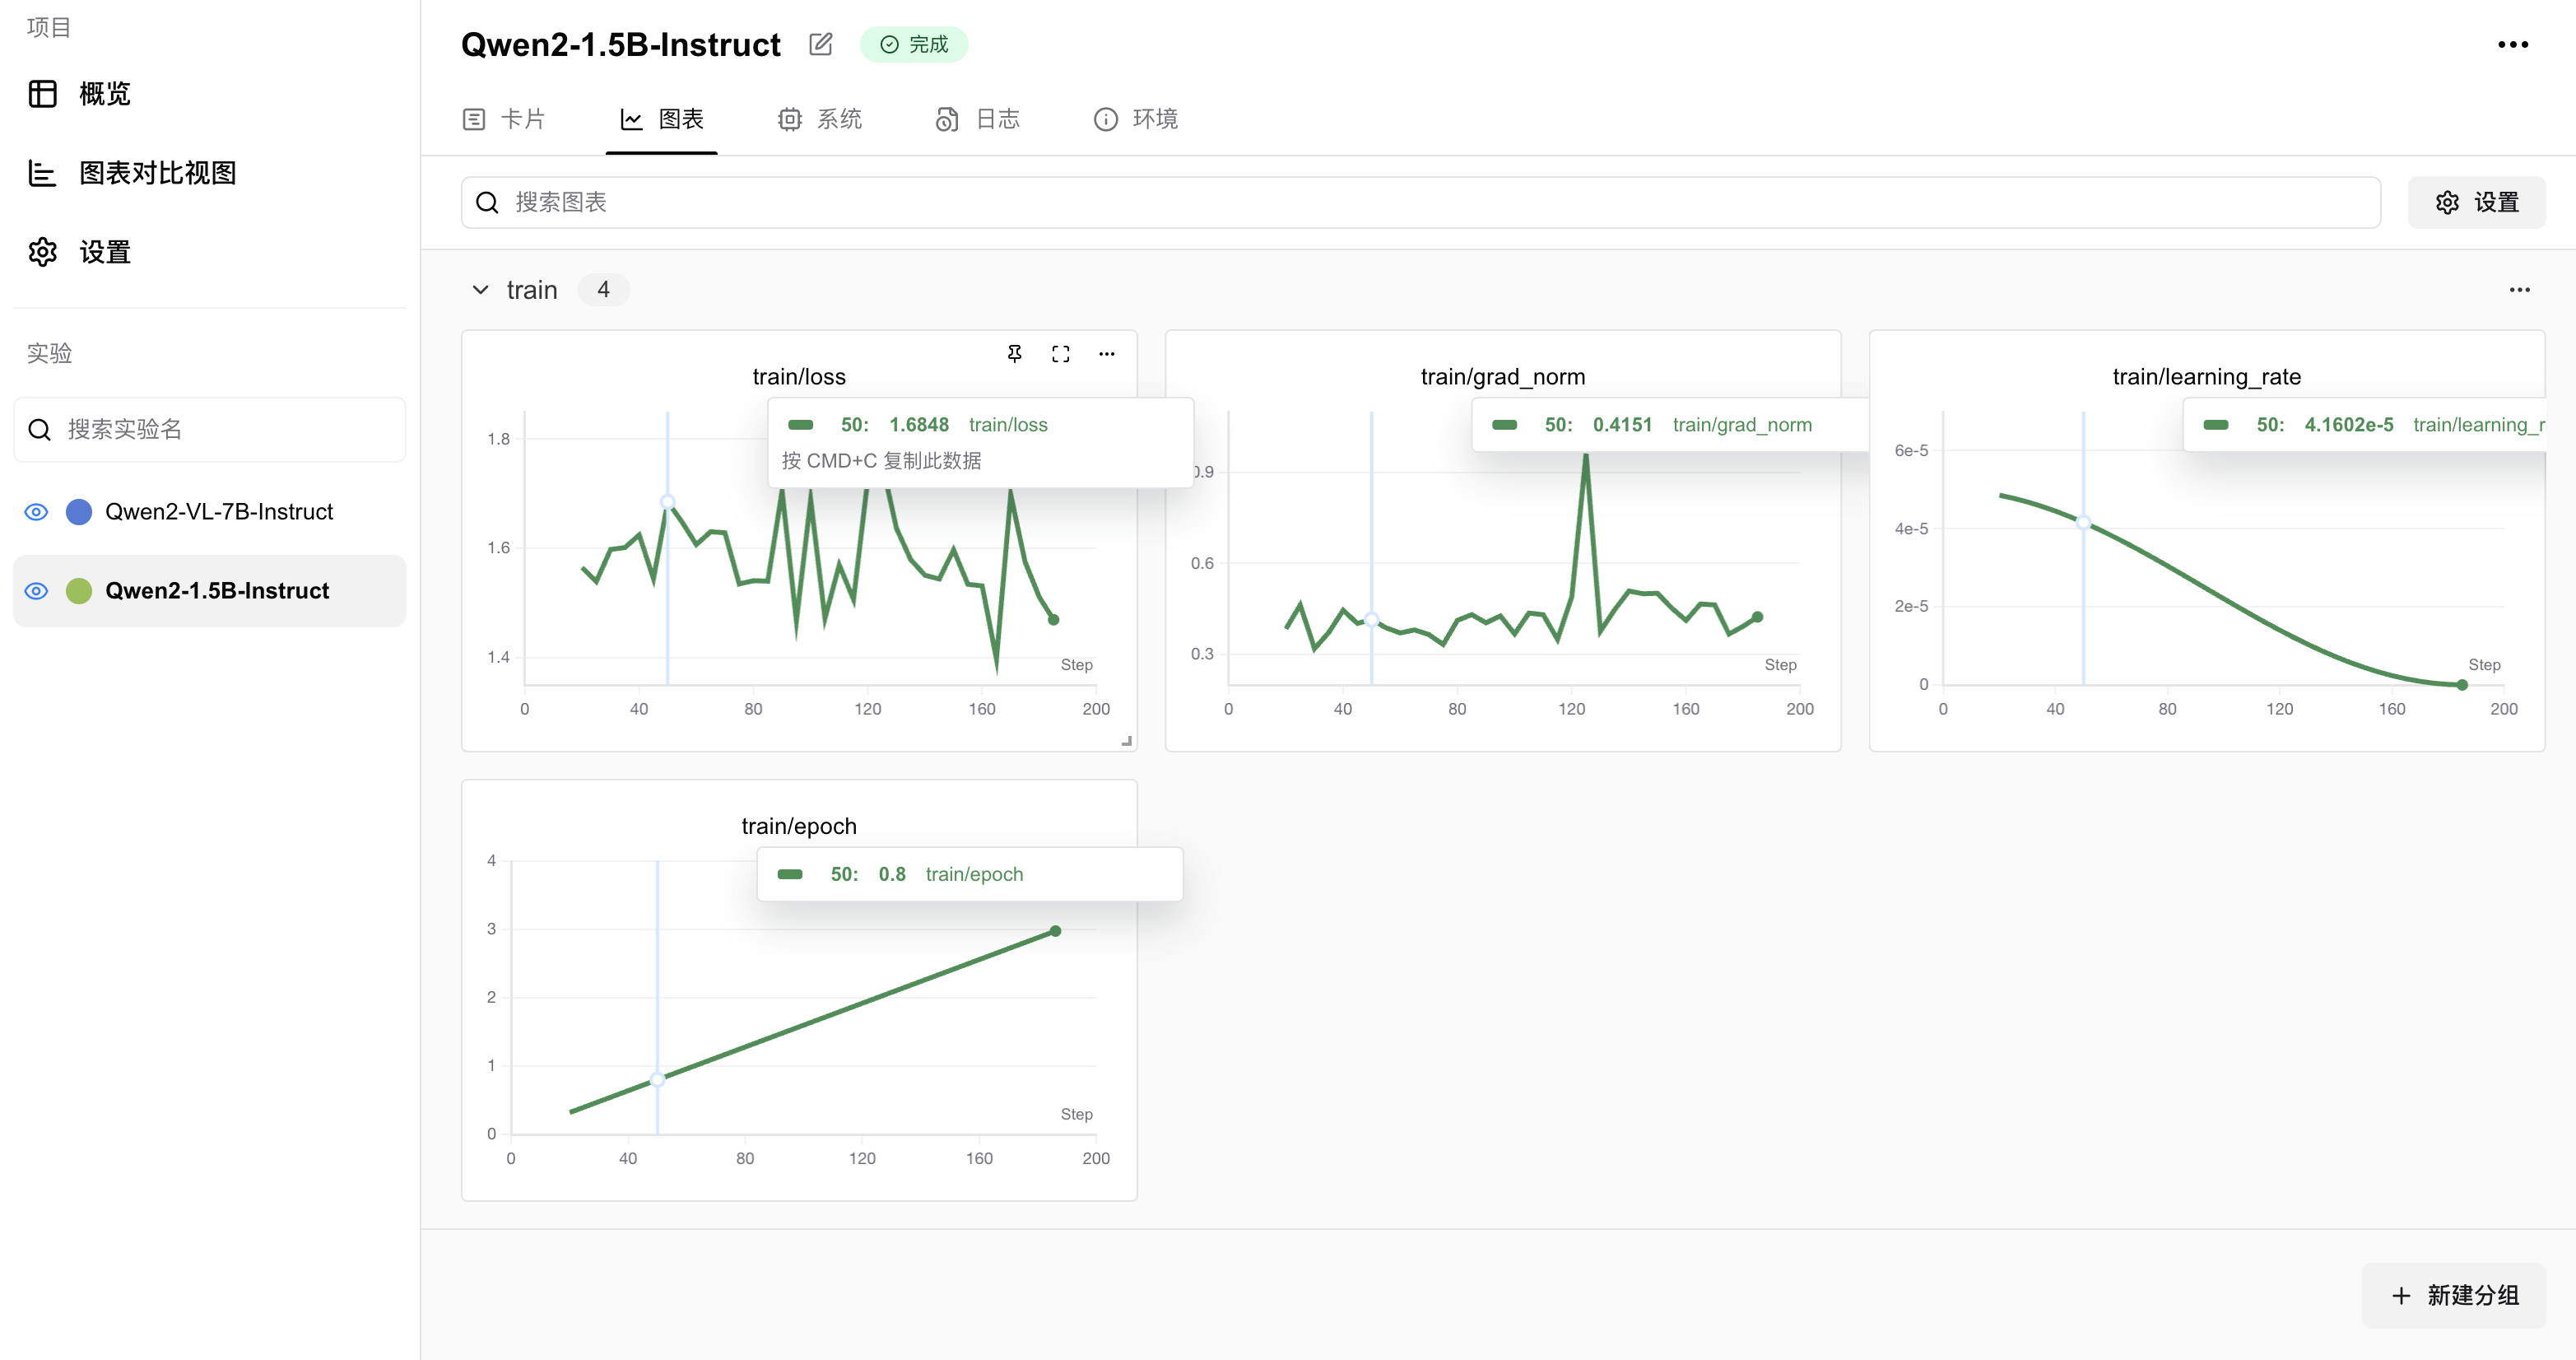 项目
概览
图表对比视图
设置
实验
搜索实验名
Qwen2-VL-7B-Instruct
Qwen2-1.5B-Instruct
Qwen2-1.5B-Instruct 完成
卡片 图表 系统 日志 环境
搜索图表 设置
train 4
train/loss
50: 1.6848 train/loss
按 CMD+C 复制此数据
1.8
1.6
1.4
Step
0 40 80 120 160 200
train/grad_norm
50: 0.4151 train/grad_norm
0.9
0.6
0.3
Step
0 40 80 120 160 200
train/learning_rate
50: 4.1602e-5 train/learning_r
6e-5
4e-5
2e-5
0
Step
0 40 80 120 160 200
train/epoch
50: 0.8 train/epoch
4
3
2
1
0
Step
0 40 80 120 160 200
新建分组